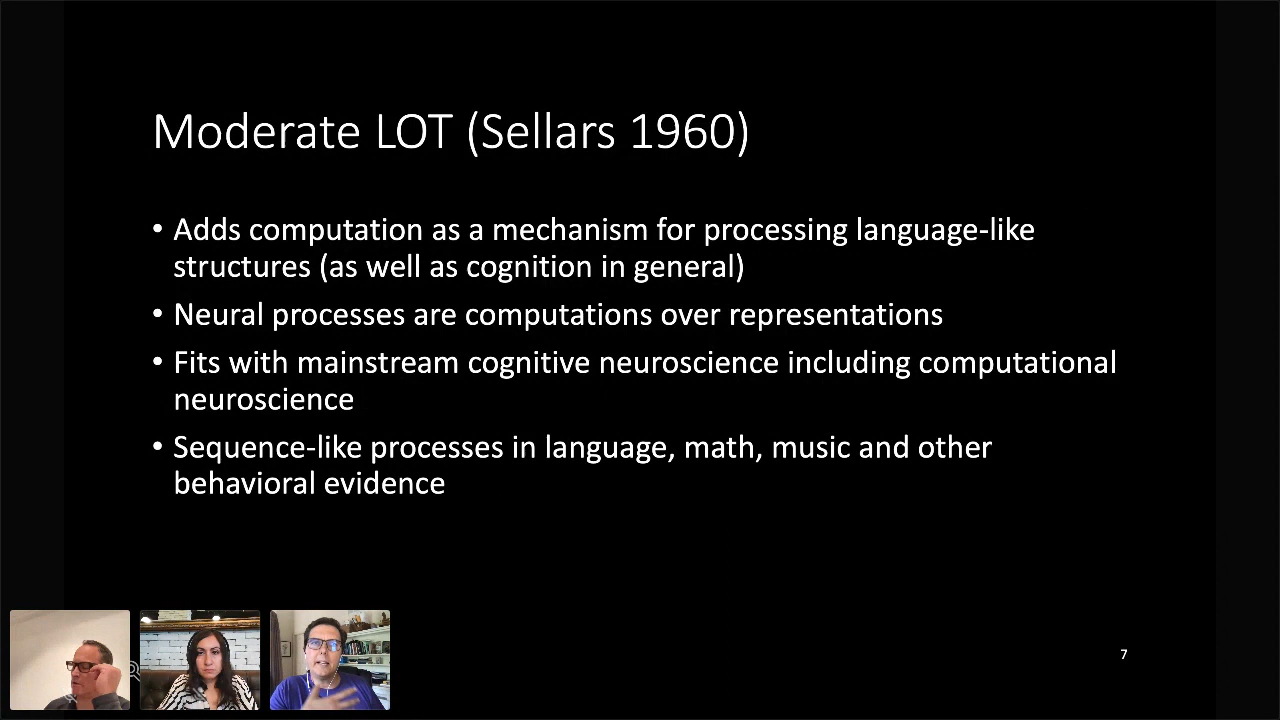 Moderate LOT (Sellars 1960)
• Adds computation as a mechanism for processing language-like
structures (as well as cognition in general)
• Neural processes are computations over representations
• Fits with mainstream cognitive neuroscience including computational
neuroscience
• Sequence-like processes in language, math, music and other
behavioral evidence
7